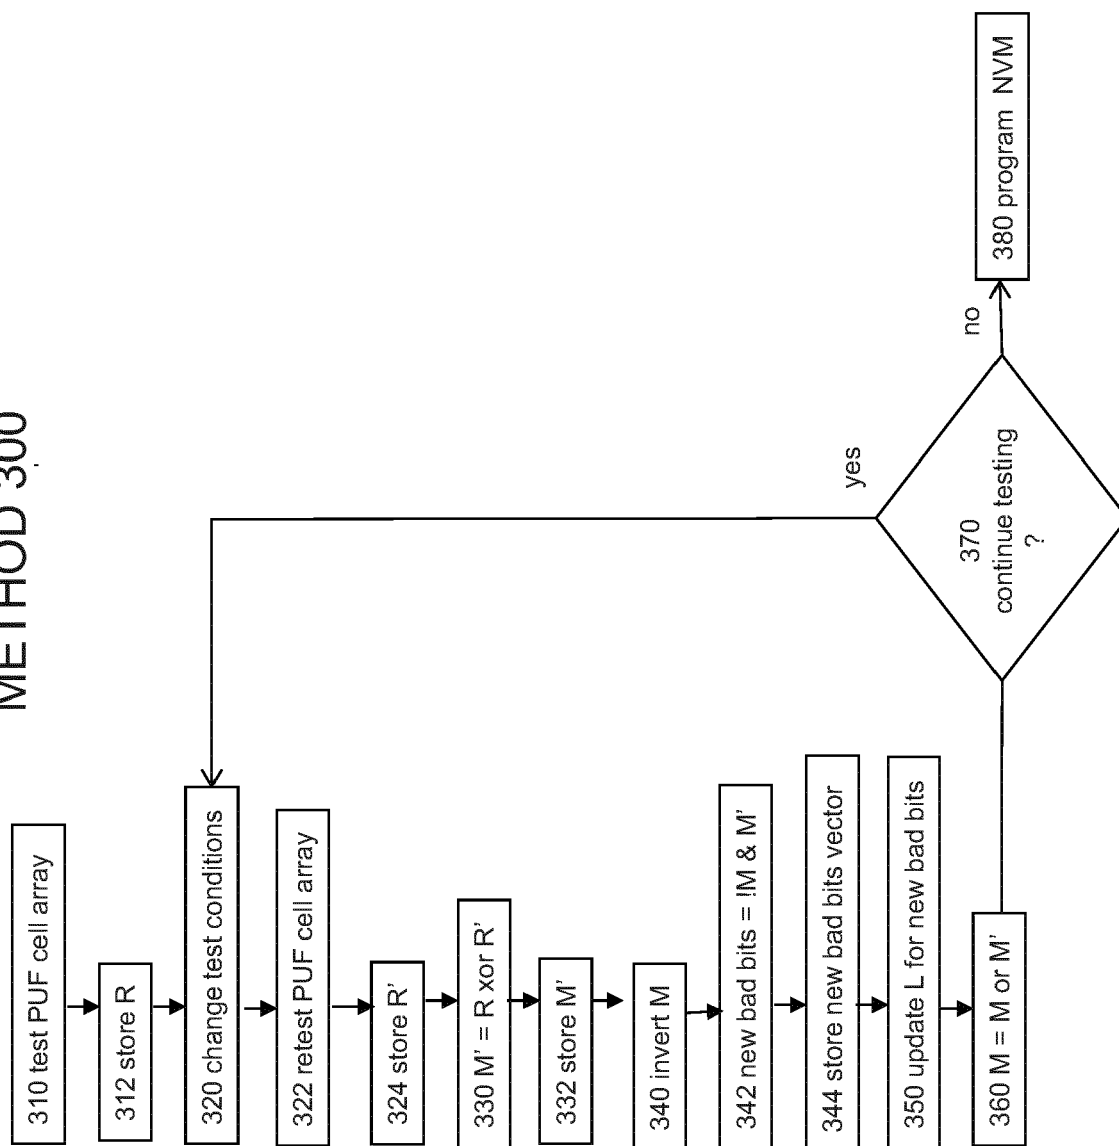 METHOD 300
310 test PUF cell array
312 store R
320 change test conditions
322 retest PUF cell array
324 store R'
330 M' = R xor R'
332 store M'
340 invert M
342 new bad bits = !M & M'
344 store new bad bits vector
350 update L for new bad bits
360 M = M or M'
370
continue testing
?
yes
no
380 program NVM